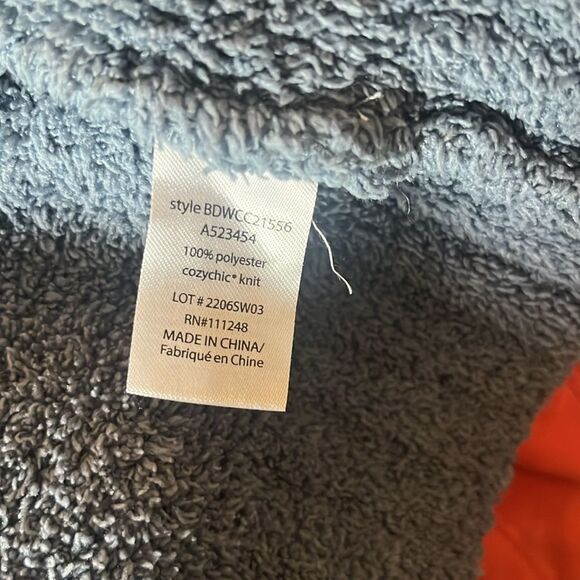 style BDWCC21556
A523454
100% polyester
cozychic® knit
LOT # 2206SW03
RN#111248
MADE IN CHINA/
Fabriqué en Chine